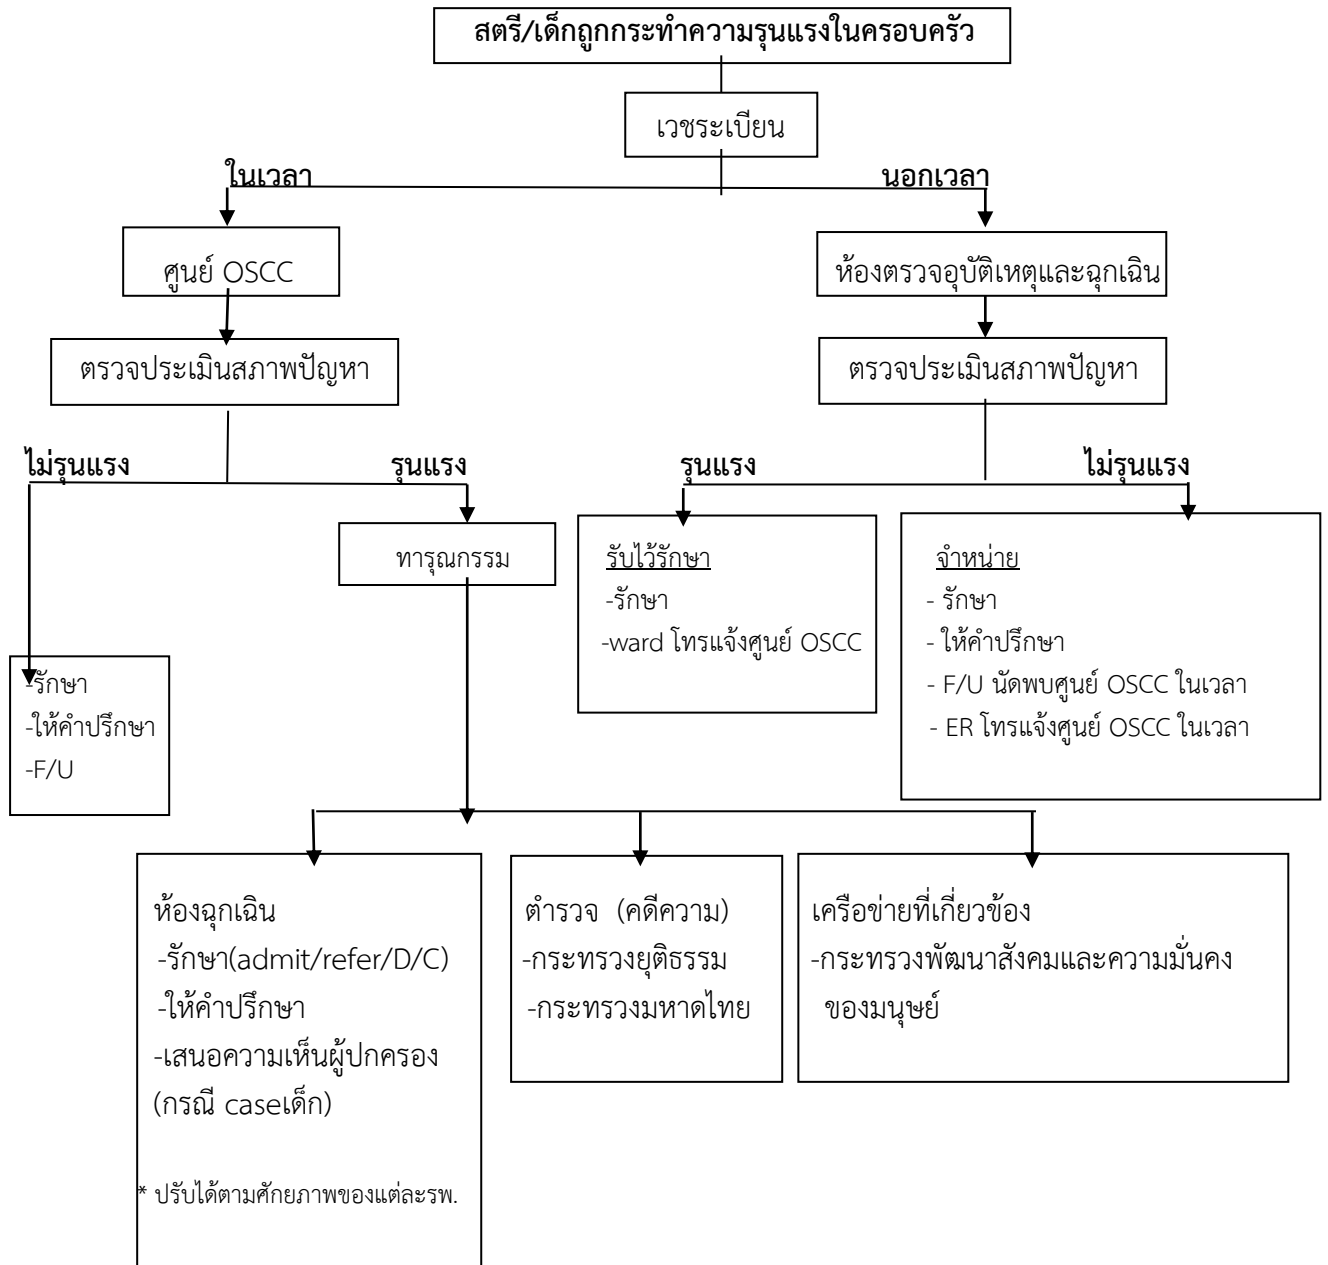 สตรี/เด็กถูกกระทำความรุนแรงในครอบครัว
เวชระเบียน
ในเวลา
นอกเวลา
ศูนย์ OSCC
ห้องตรวจอุบัติเหตุและฉุกเฉิน
ตรวจประเมินสภาพปัญหา
ตรวจประเมินสภาพปัญหา
ไม่รุนแรง
รุนแรง
รุนแรง
ไม่รุนแรง
ทารุณกรรม
รับไว้รักษา
-รักษา
-ward โทรแจ้งศูนย์ OSCC
จำหน่าย
- รักษา
- ให้คำปรึกษา
- F/U นัดพบศูนย์ OSCC ในเวลา
- ER โทรแจ้งศูนย์ OSCC ในเวลา
-รักษา
-ให้คำปรึกษา
-F/U
ห้องฉุกเฉิน
-รักษา(admit/refer/D/C)
-ให้คำปรึกษา
-เสนอความเห็นผู้ปกครอง
(กรณี caseเด็ก)
* ปรับได้ตามศักยภาพของแต่ละรพ.
ตำรวจ (คดีความ)
-กระทรวงยุติธรรม
-กระทรวงมหาดไทย
เครือข่ายที่เกี่ยวข้อง
-กระทรวงพัฒนาสังคมและความมั่นคง
ของมนุษย์